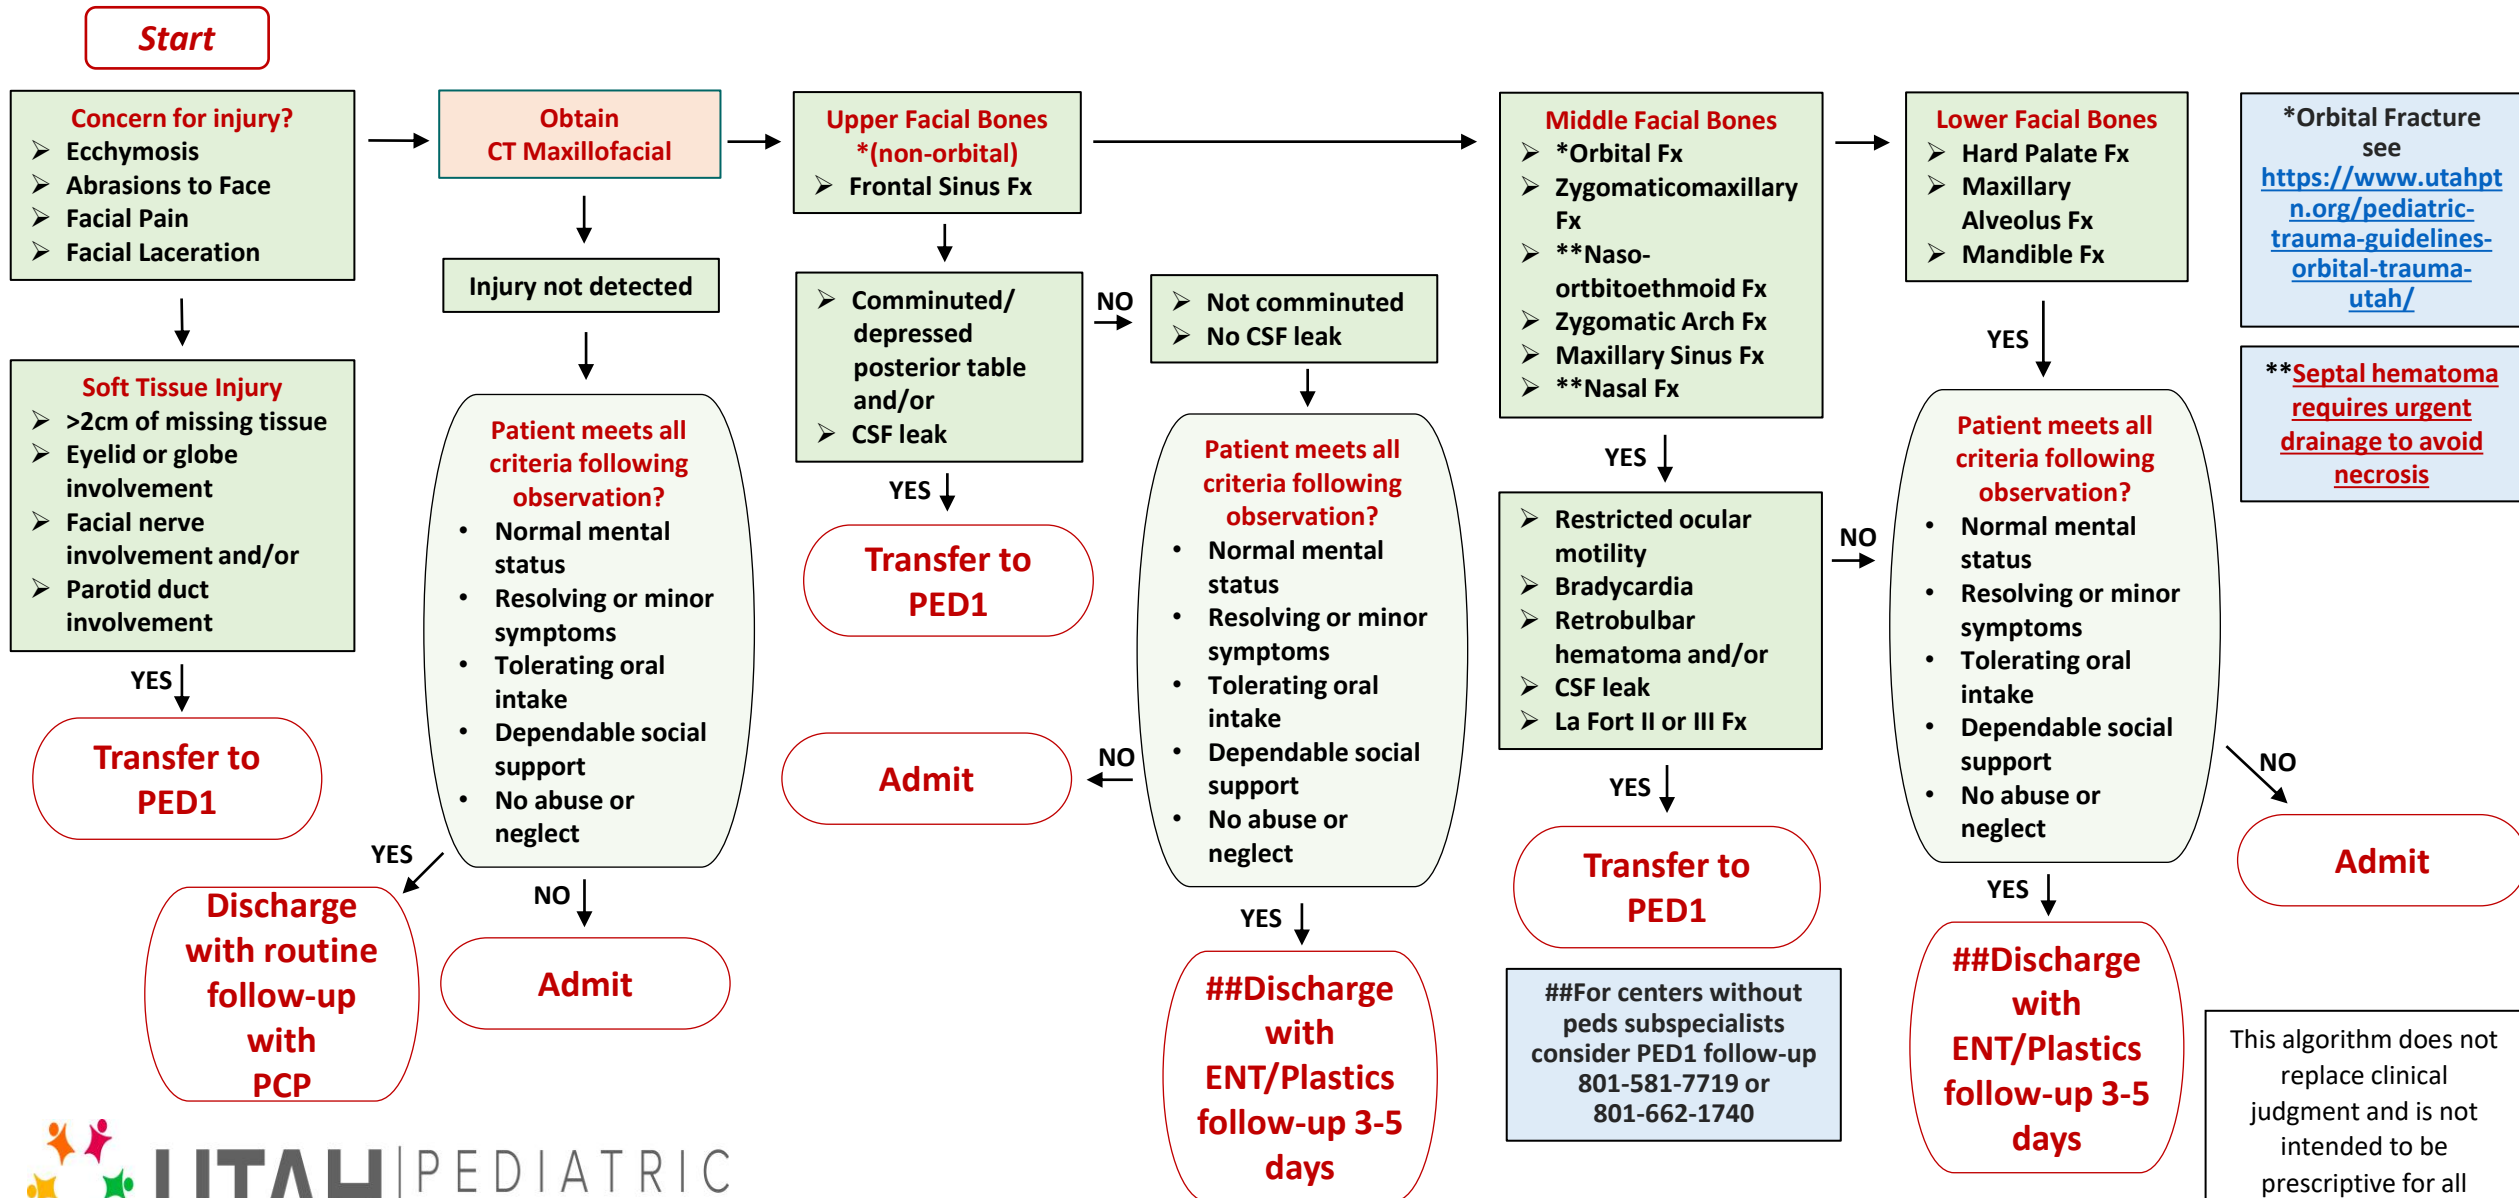 Start
Concern for injury?
➢ Ecchymosis
➢ Abrasions to Face
➢ Facial Pain
➢ Facial Laceration
Soft Tissue Injury
➢ >2cm of missing tissue
➢ Eyelid or globe
involvement
➢ Facial nerve
involvement and/or
➢ Parotid duct
involvement
YES
Transfer to
PED1
Obtain
CT Maxillofacial
Injury not detected
Patient meets all
criteria following
observation?
• Normal mental
status
• Resolving or minor
symptoms
• Tolerating oral
intake
• Dependable social
support
• No abuse or
neglect
YES
Discharge
with routine
follow-up
with
PCP
NO
Admit
Upper Facial Bones
*(non-orbital)
➢ Frontal Sinus Fx
➢ Comminuted/
depressed
posterior table
and/or
➢ CSF leak
YES
Transfer to
PED1
NO
➢ Not comminuted
➢ No CSF leak
Patient meets all
criteria following
observation?
• Normal mental
status
• Resolving or minor
symptoms
• Tolerating oral
intake
• Dependable social
support
• No abuse or
neglect
NO
Admit
YES
##Discharge
with
ENT/Plastics
follow-up 3-5
days
Middle Facial Bones
➢ *Orbital Fx
➢ Zygomaticomaxillary
Fx
➢ **Naso-
ortbitoethmoid Fx
➢ Zygomatic Arch Fx
➢ Maxillary Sinus Fx
➢ **Nasal Fx
YES
➢ Restricted ocular
motility
➢ Bradycardia
➢ Retrobulbar
hematoma and/or
➢ CSF leak
➢ La Fort II or III Fx
YES
Transfer to
PED1
##For centers without
peds subspecialists
consider PED1 follow-up
801-581-7719 or
801-662-1740
NO
Lower Facial Bones
➢ Hard Palate Fx
➢ Maxillary
Alveolus Fx
➢ Mandible Fx
YES
Patient meets all
criteria following
observation?
• Normal mental
status
• Resolving or minor
symptoms
• Tolerating oral
intake
• Dependable social
support
• No abuse or
neglect
NO
Admit
YES
##Discharge
with
ENT/Plastics
follow-up 3-5
days
*Orbital Fracture
see
https://www.utahpt
n.org/pediatric-
trauma-guidelines-
orbital-trauma-
utah/
**Septal hematoma
requires urgent
drainage to avoid
necrosis
This algorithm does not
replace clinical
judgment and is not
intended to be
prescriptive for all
UTAH
PEDIATRIC